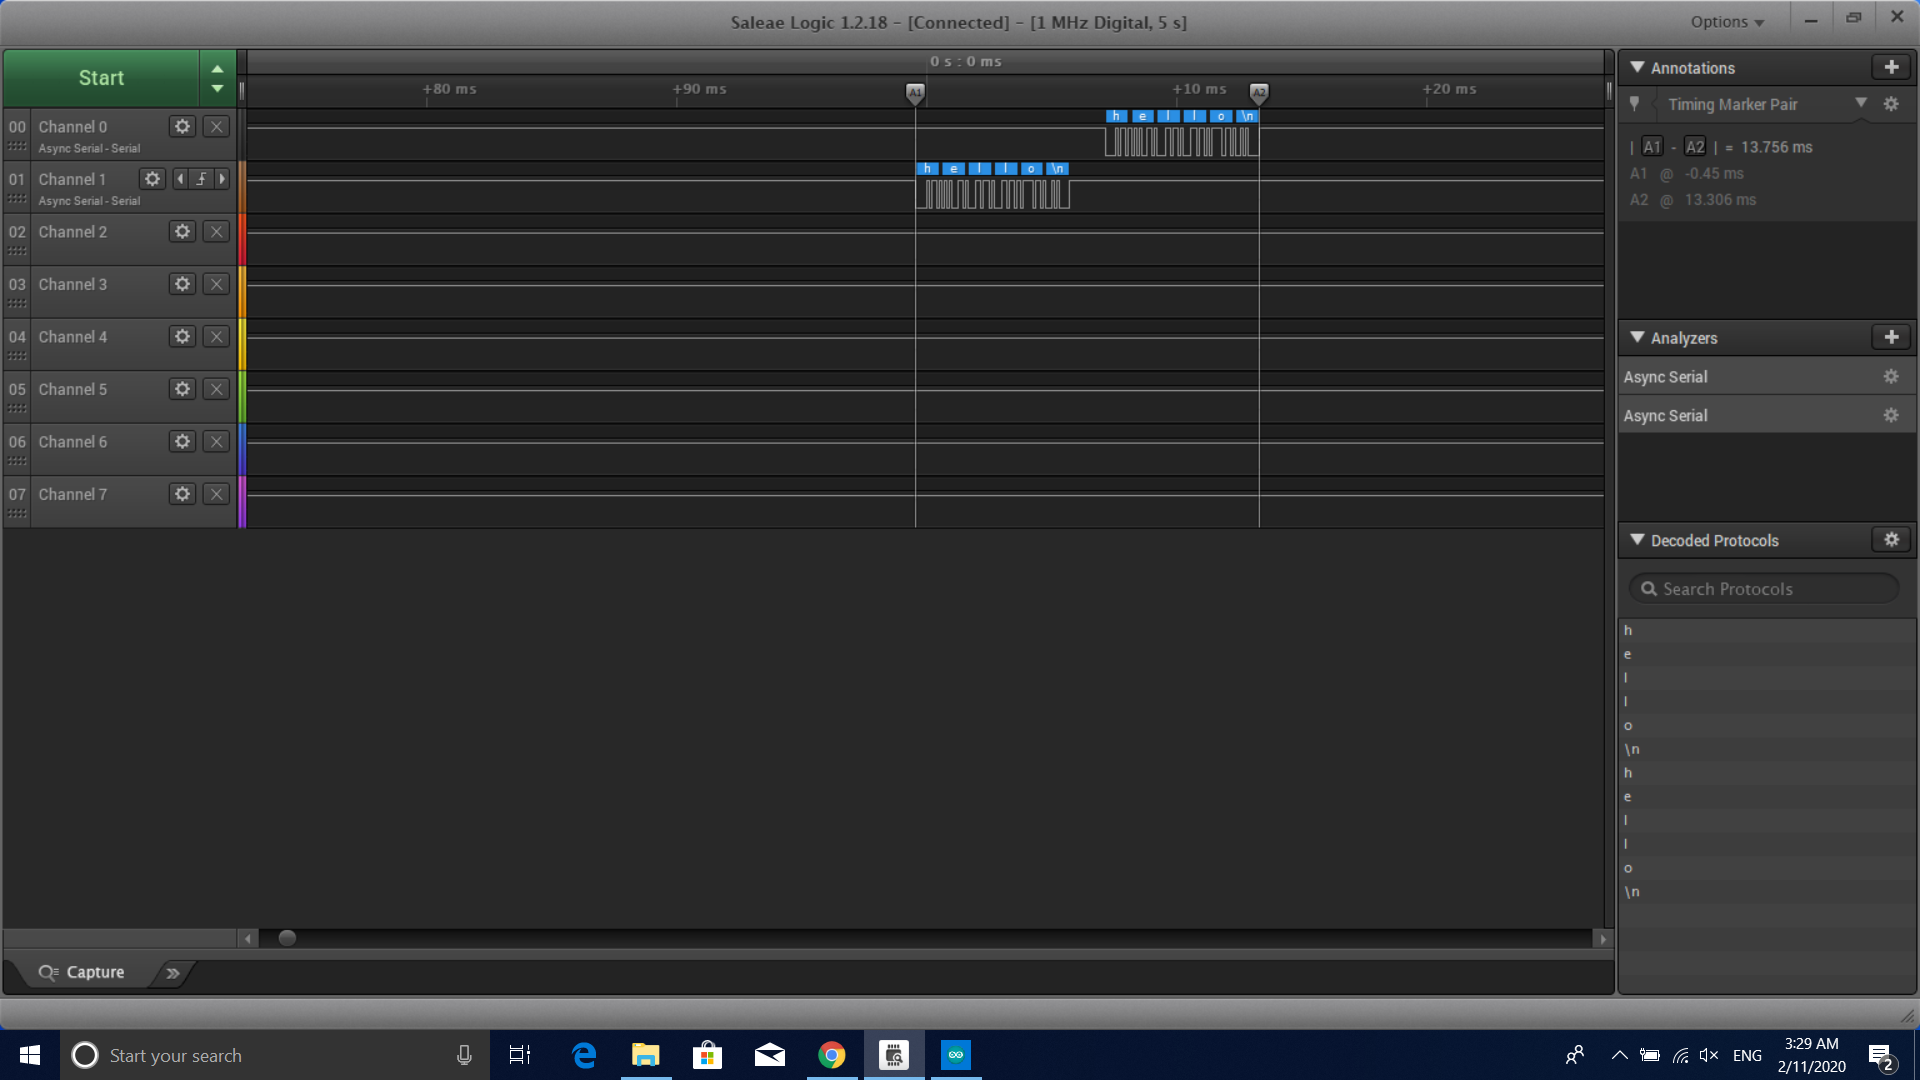 Saleae Logic 1.2.18 - [Connected] - [1 MHz Digital, 5 s]
Options
Start
0 s : 0 ms
+80 ms
+90 ms
+10 ms
+20 ms
A1
A2
00 Channel 0
Async Serial - Serial
h e l l o \n
01 Channel 1
Async Serial - Serial
h e l l o \n
02 Channel 2
03 Channel 3
04 Channel 4
05 Channel 5
06 Channel 6
07 Channel 7
Capture
Annotations
Timing Marker Pair
| A1 - A2 | = 13.756 ms
A1 @ -0.45 ms
A2 @ 13.306 ms
Analyzers
Async Serial
Async Serial
Decoded Protocols
Search Protocols
h
e
l
l
o
\n
h
e
l
l
o
\n
Start your search
ENG
3:29 AM
2/11/2020
2